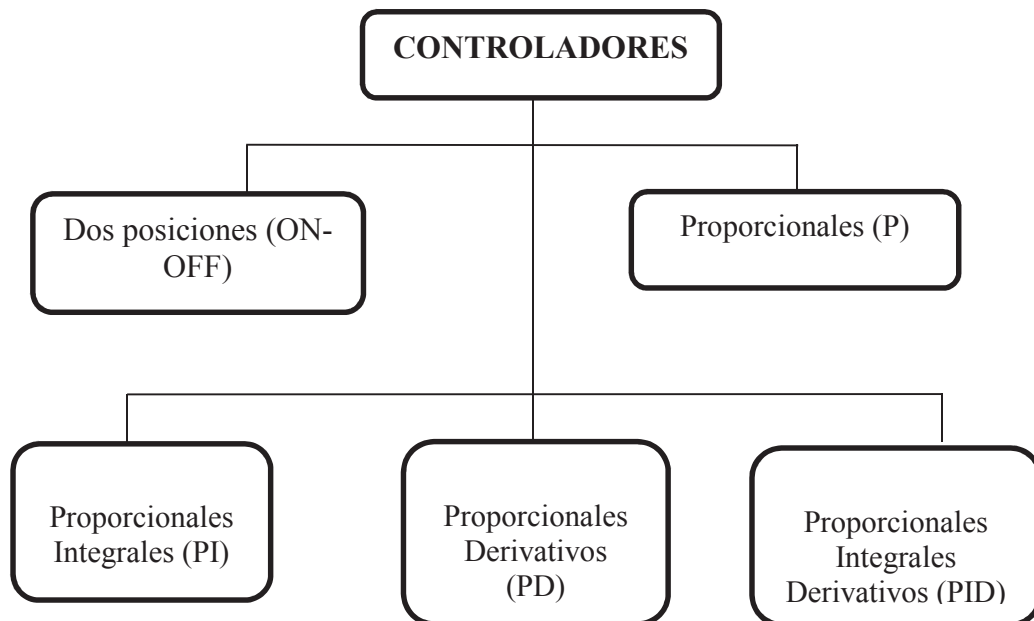 CONTROLADORES
Dos posiciones (ON-
OFF)
Proporcionales (P)
Proporcionales
Integrales (PI)
Proporcionales
Derivativos
(PD)
Proporcionales
Integrales
Derivativos (PID)